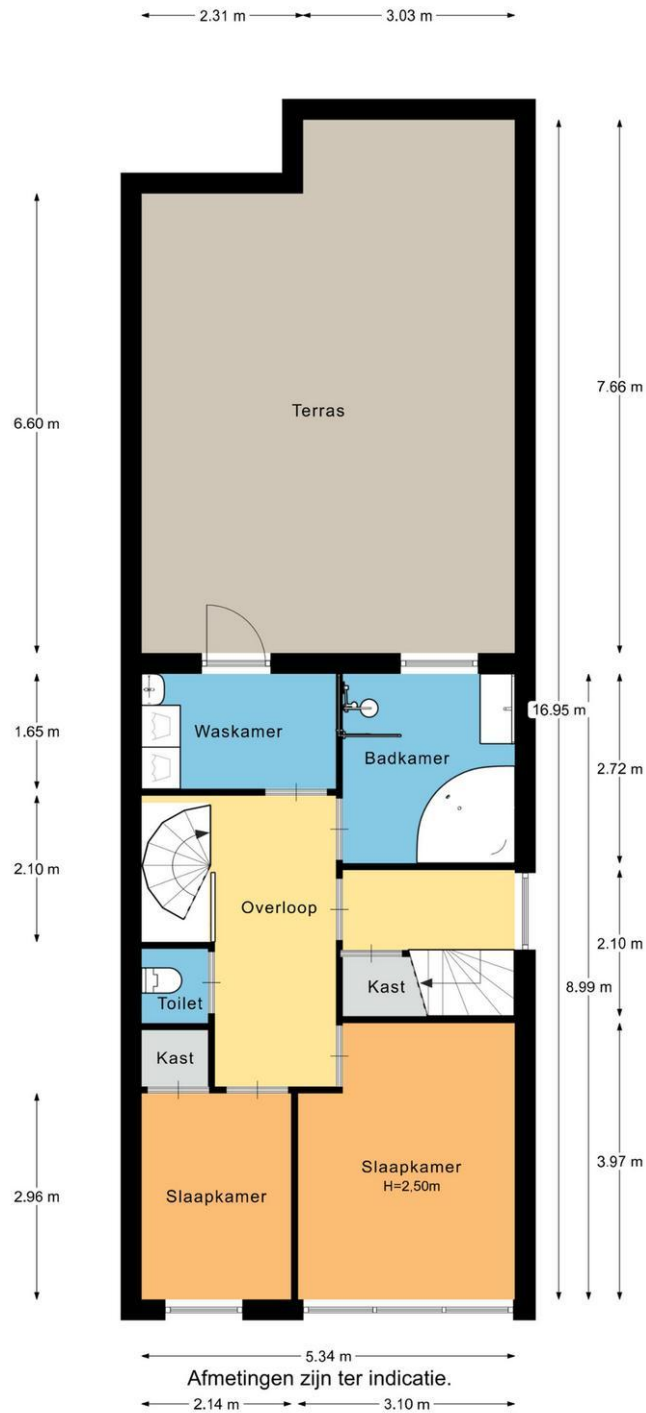 2.31 m 3.03 m
6.60 m
Terras
7.66 m
16.95 m
1.65 m
Waskamer
Badkamer
2.72 m
2.10 m
Overloop
2.10 m
8.99 m
Kast
Toilet
Kast
2.96 m
Slaapkamer
Slaapkamer
H=2,50m
3.97 m
5.34 m
Afmetingen zijn ter indicatie.
2.14 m 3.10 m